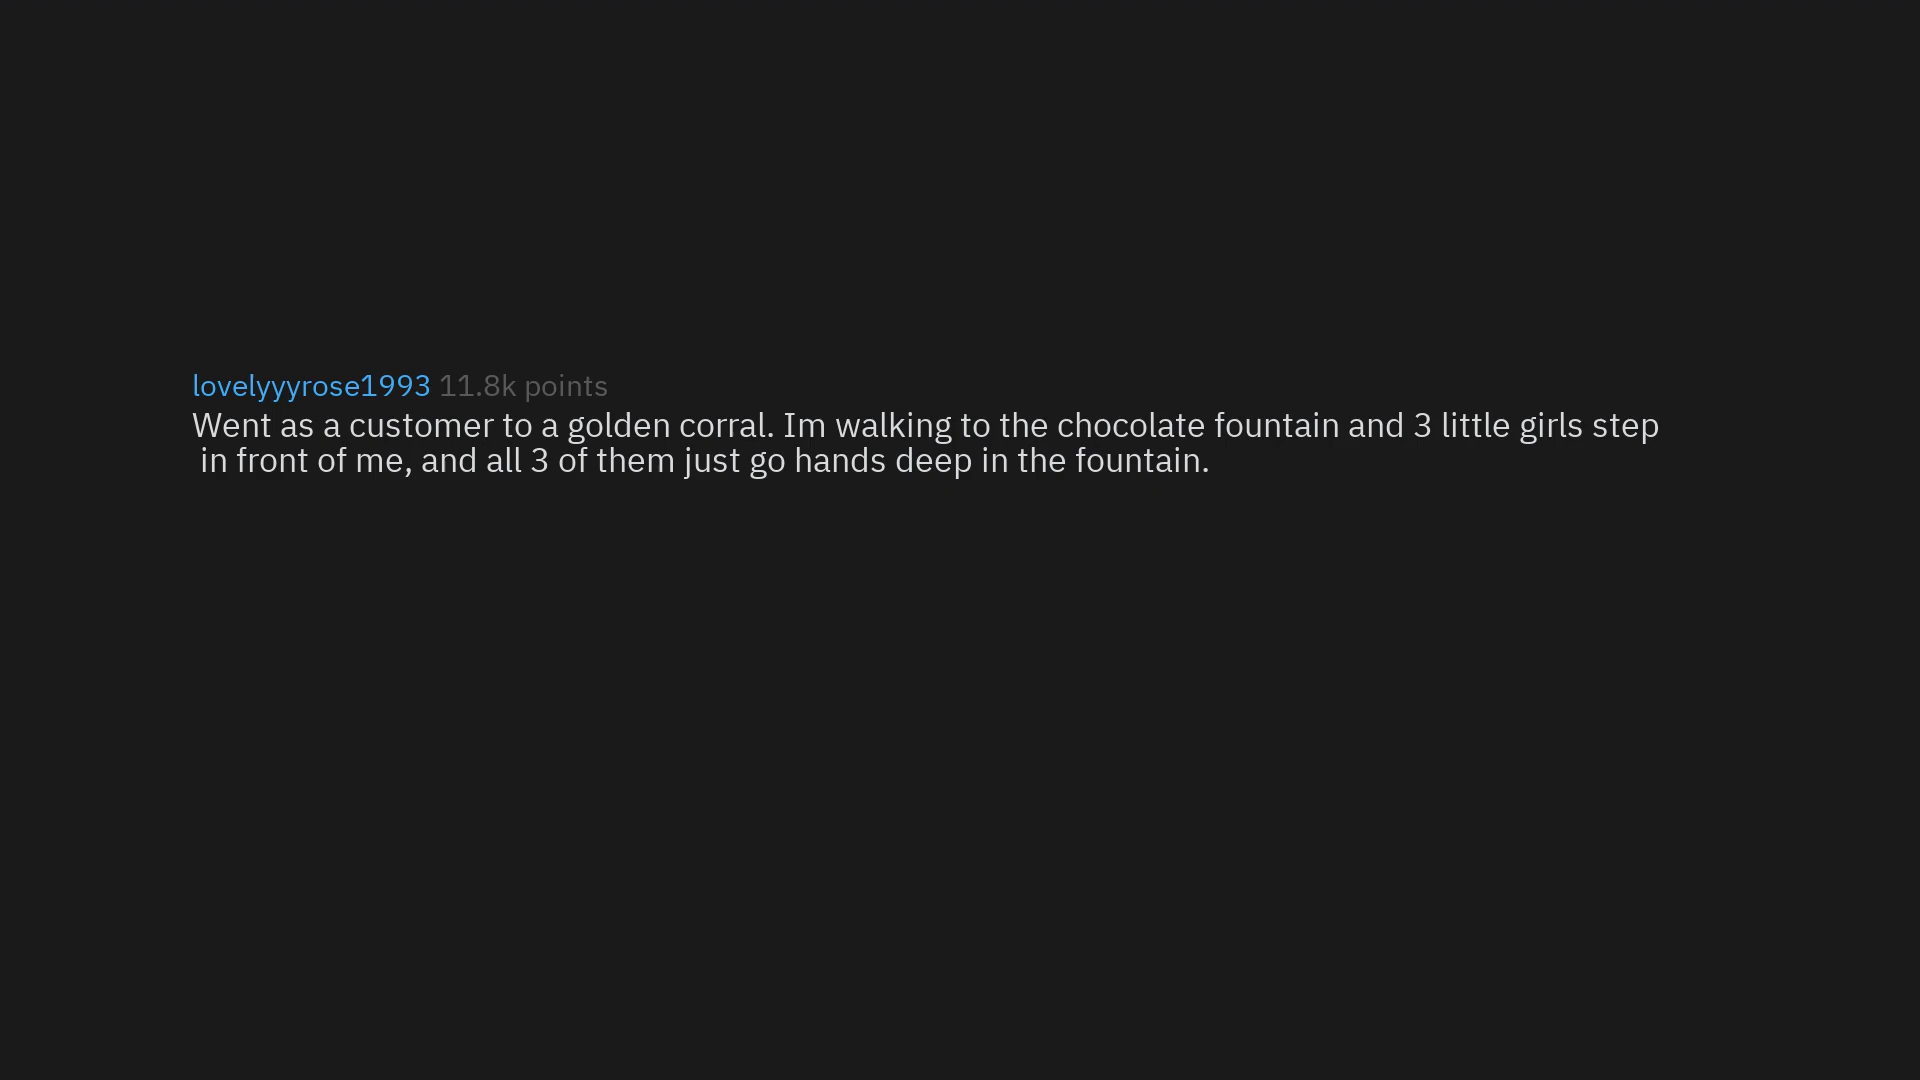 lovelyyyrose1993 11.8k points
Went as a customer to a golden corral. Im walking to the chocolate fountain and 3 little girls step
in front of me, and all 3 of them just go hands deep in the fountain.